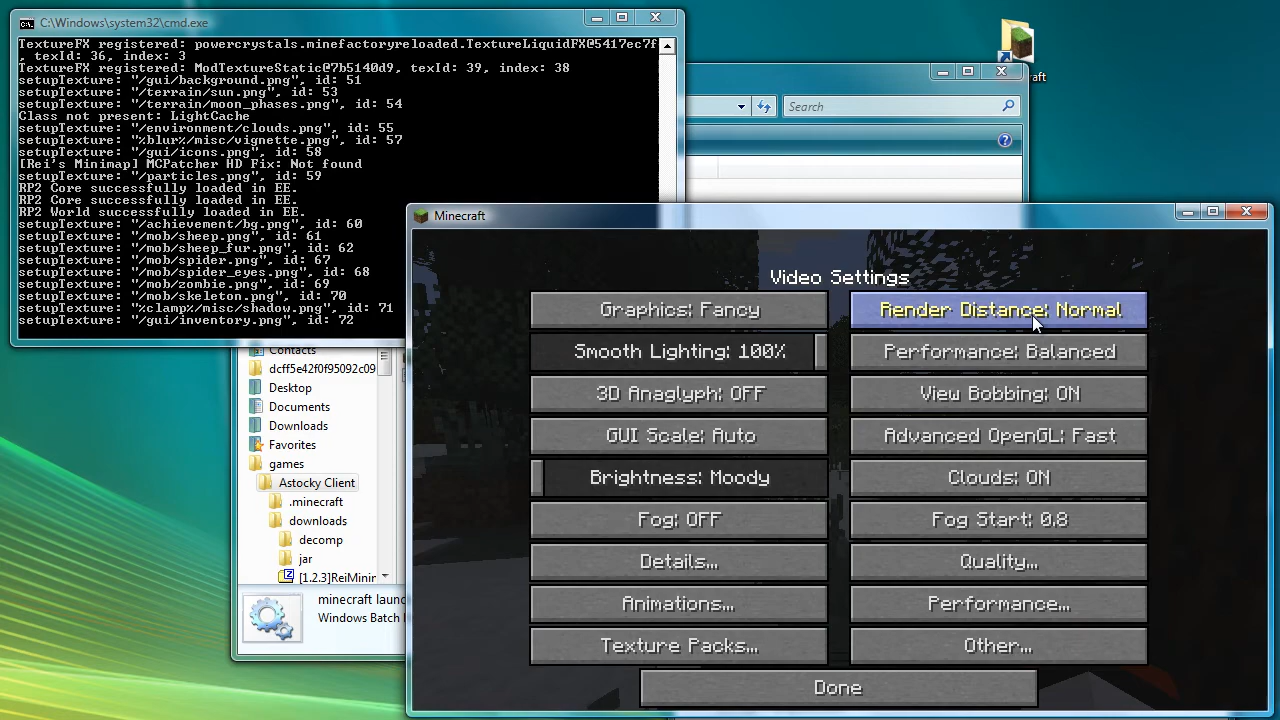 C:\Windows\system32\cmd.exe
TextureFX registered: powercrystals.minefactoryreloaded.TextureLiquidFX@5417ec7f
, texId: 36, index: 3
TextureFX registered: ModTextureStatic@7b5140d9, texId: 39, index: 38
setupTexture: "/gui/background.png", id: 51
setupTexture: "/terrain/sun.png", id: 53
setupTexture: "/terrain/moon_phases.png", id: 54
Class not present: LightCache
setupTexture: "/environment/clouds.png", id: 55
setupTexture: "%blur%/misc/vignette.png", id: 57
setupTexture: "/gui/icons.png", id: 58
[Rei's Minimap] MCPatcher HD Fix: Not found
setupTexture: "/particles.png", id: 59
RP2 Core successfully loaded in EE.
RP2 Core successfully loaded in EE.
RP2 World successfully loaded in EE.
setupTexture: "/achievement/bg.png", id: 60
setupTexture: "/mob/sheep.png", id: 61
setupTexture: "/mob/sheep_fur.png", id: 62
setupTexture: "/mob/spider.png", id: 67
setupTexture: "/mob/spider_eyes.png", id: 68
setupTexture: "/mob/zombie.png", id: 69
setupTexture: "/mob/skeleton.png", id: 70
setupTexture: "%clamp%/misc/shadow.png", id: 71
setupTexture: "/gui/inventory.png", id: 72
aft
Search
Contacts
dcff5e42f0f95092c09
Desktop
Documents
Downloads
Favorites
games
Astocky Client
.minecraft
downloads
decomp
jar
[1.2.3]ReiMinir
minecraft laun
Windows Batch
Minecraft
Video Settings
Graphics: Fancy
Render Distance: Normal
Smooth Lighting: 100%
Performance: Balanced
3D Anaglyph: OFF
View Bobbing: ON
GUI Scale: Auto
Advanced OpenGL: Fast
Brightness: Moody
Clouds: ON
Fog: OFF
Fog Start: 0.8
Details...
Quality...
Animations...
Performance...
Texture Packs...
Other...
Done